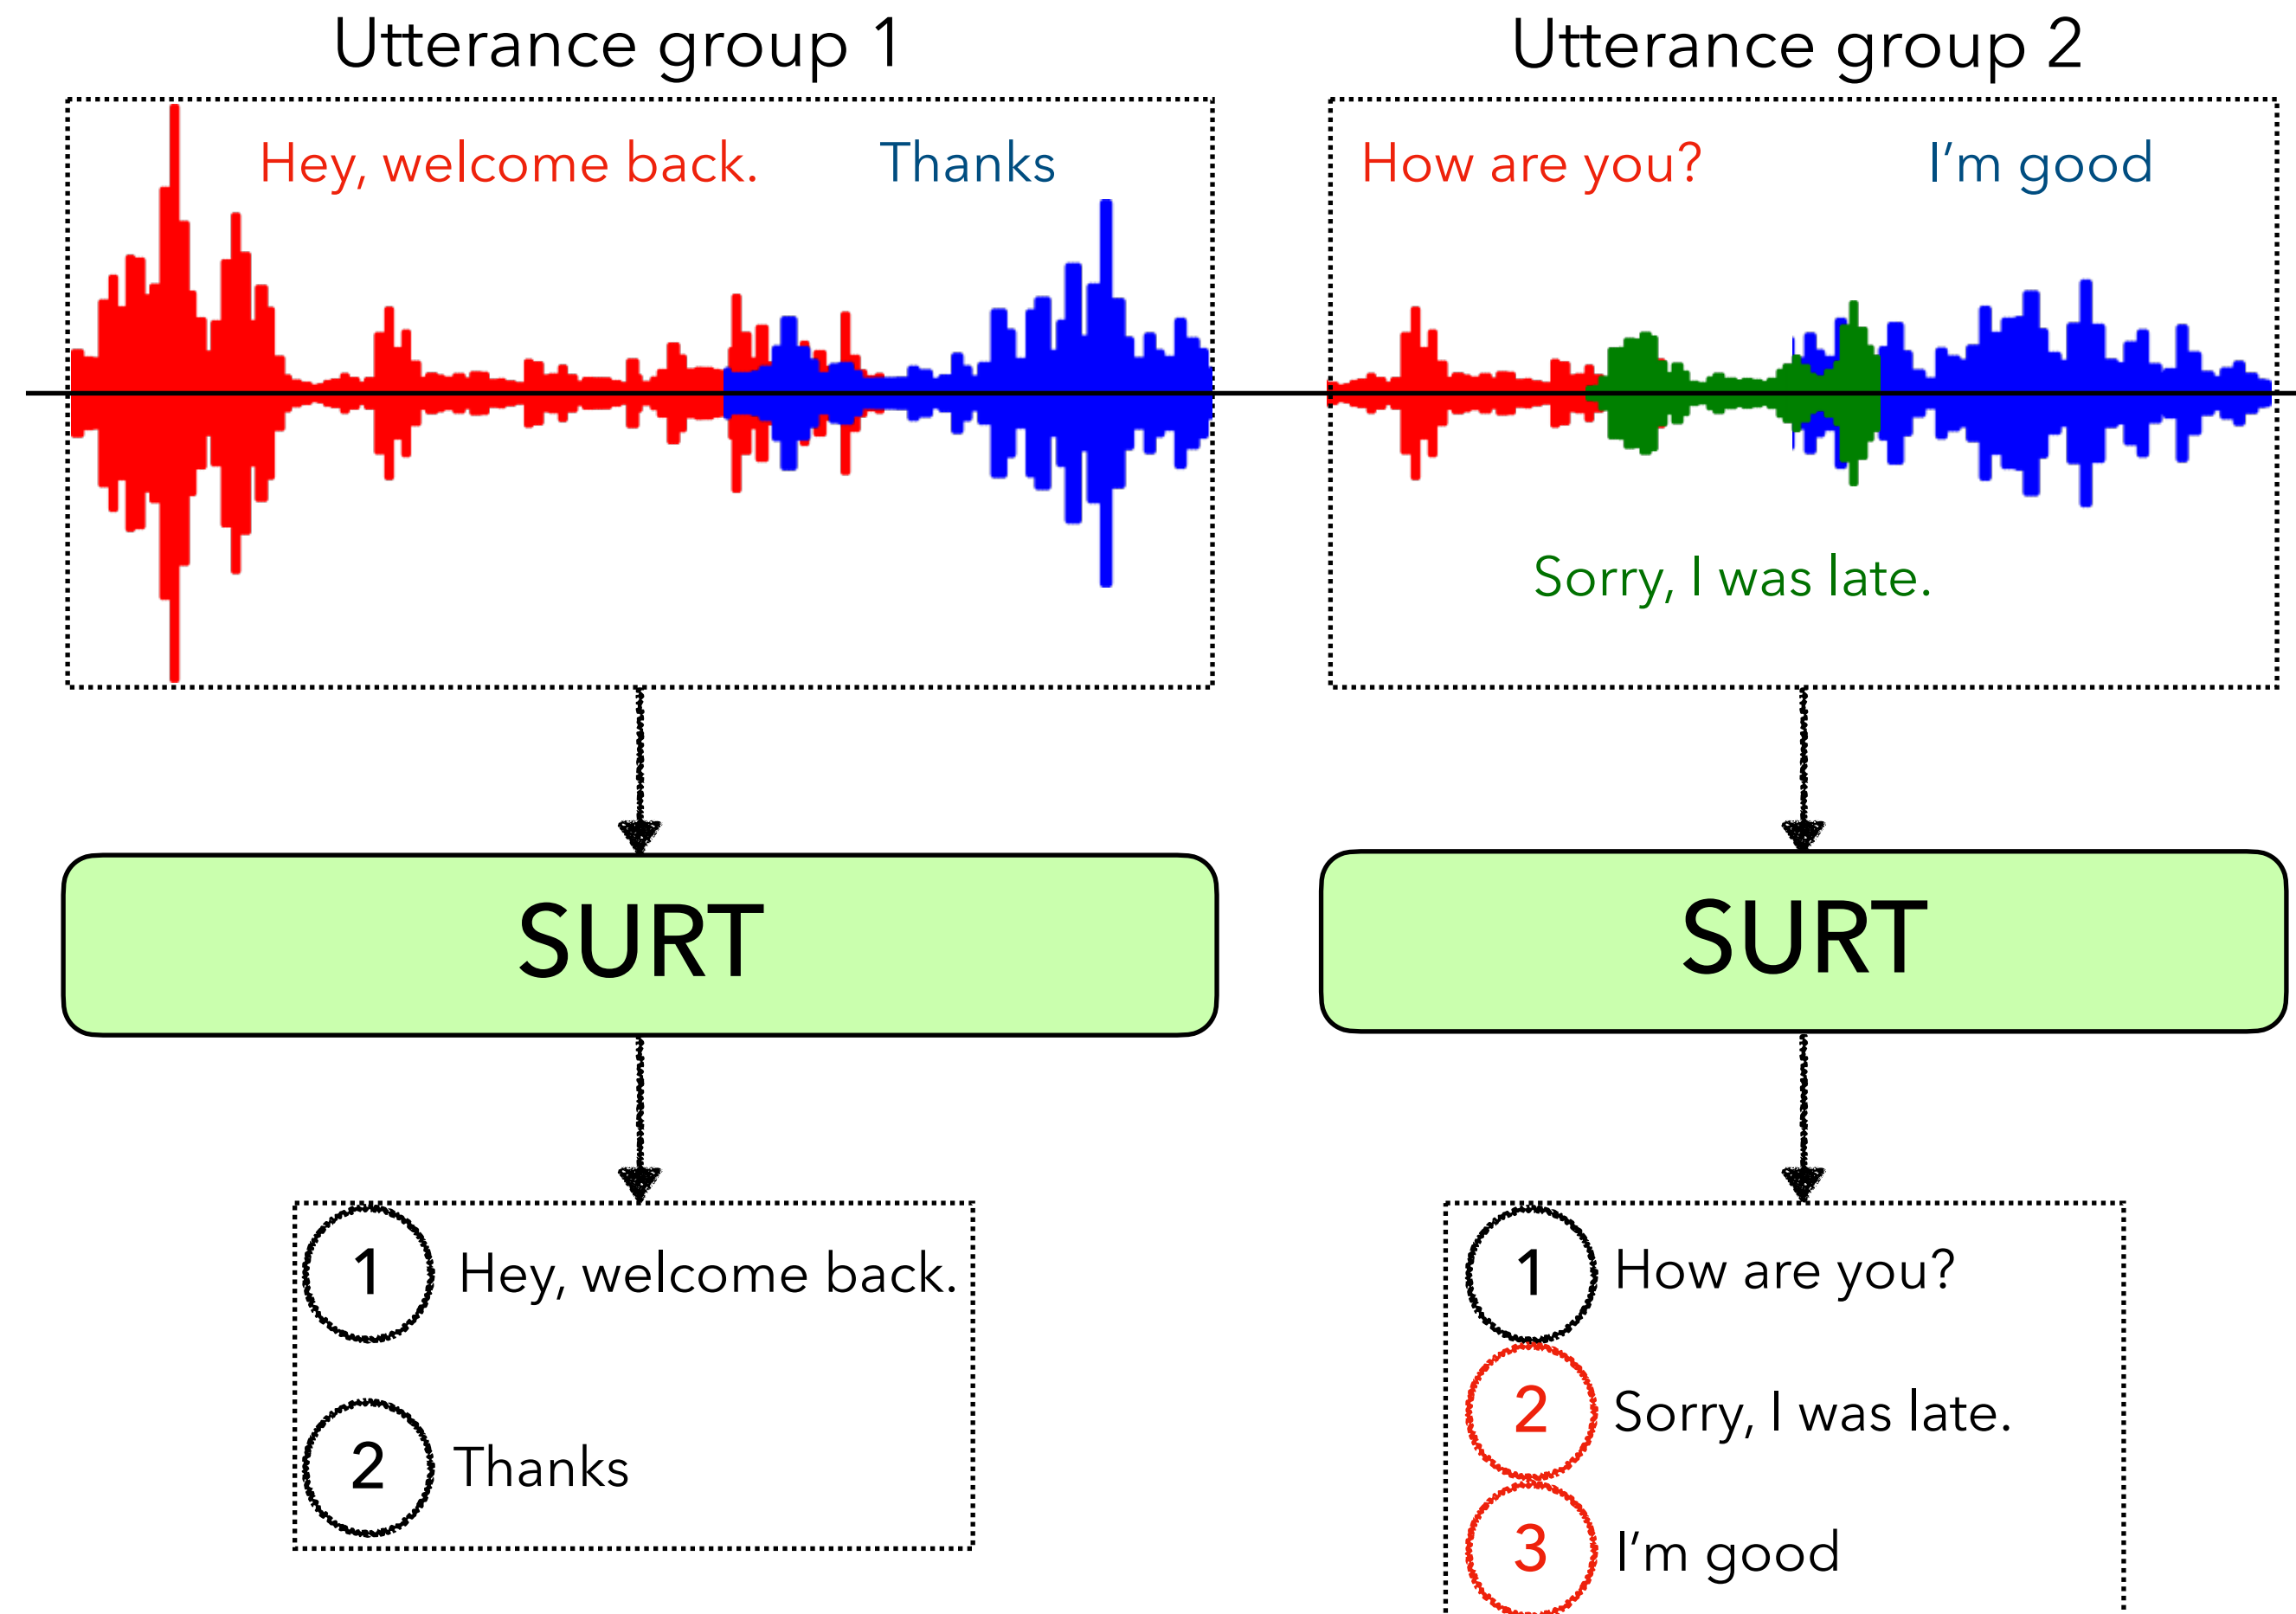 Utterance group 1
Hey, welcome back.
Thanks
SURT
1 Hey, welcome back.
2 Thanks
Utterance group 2
How are you?
I'm good
Sorry, I was late.
SURT
1 How are you?
2 Sorry, I was late.
3 I'm good